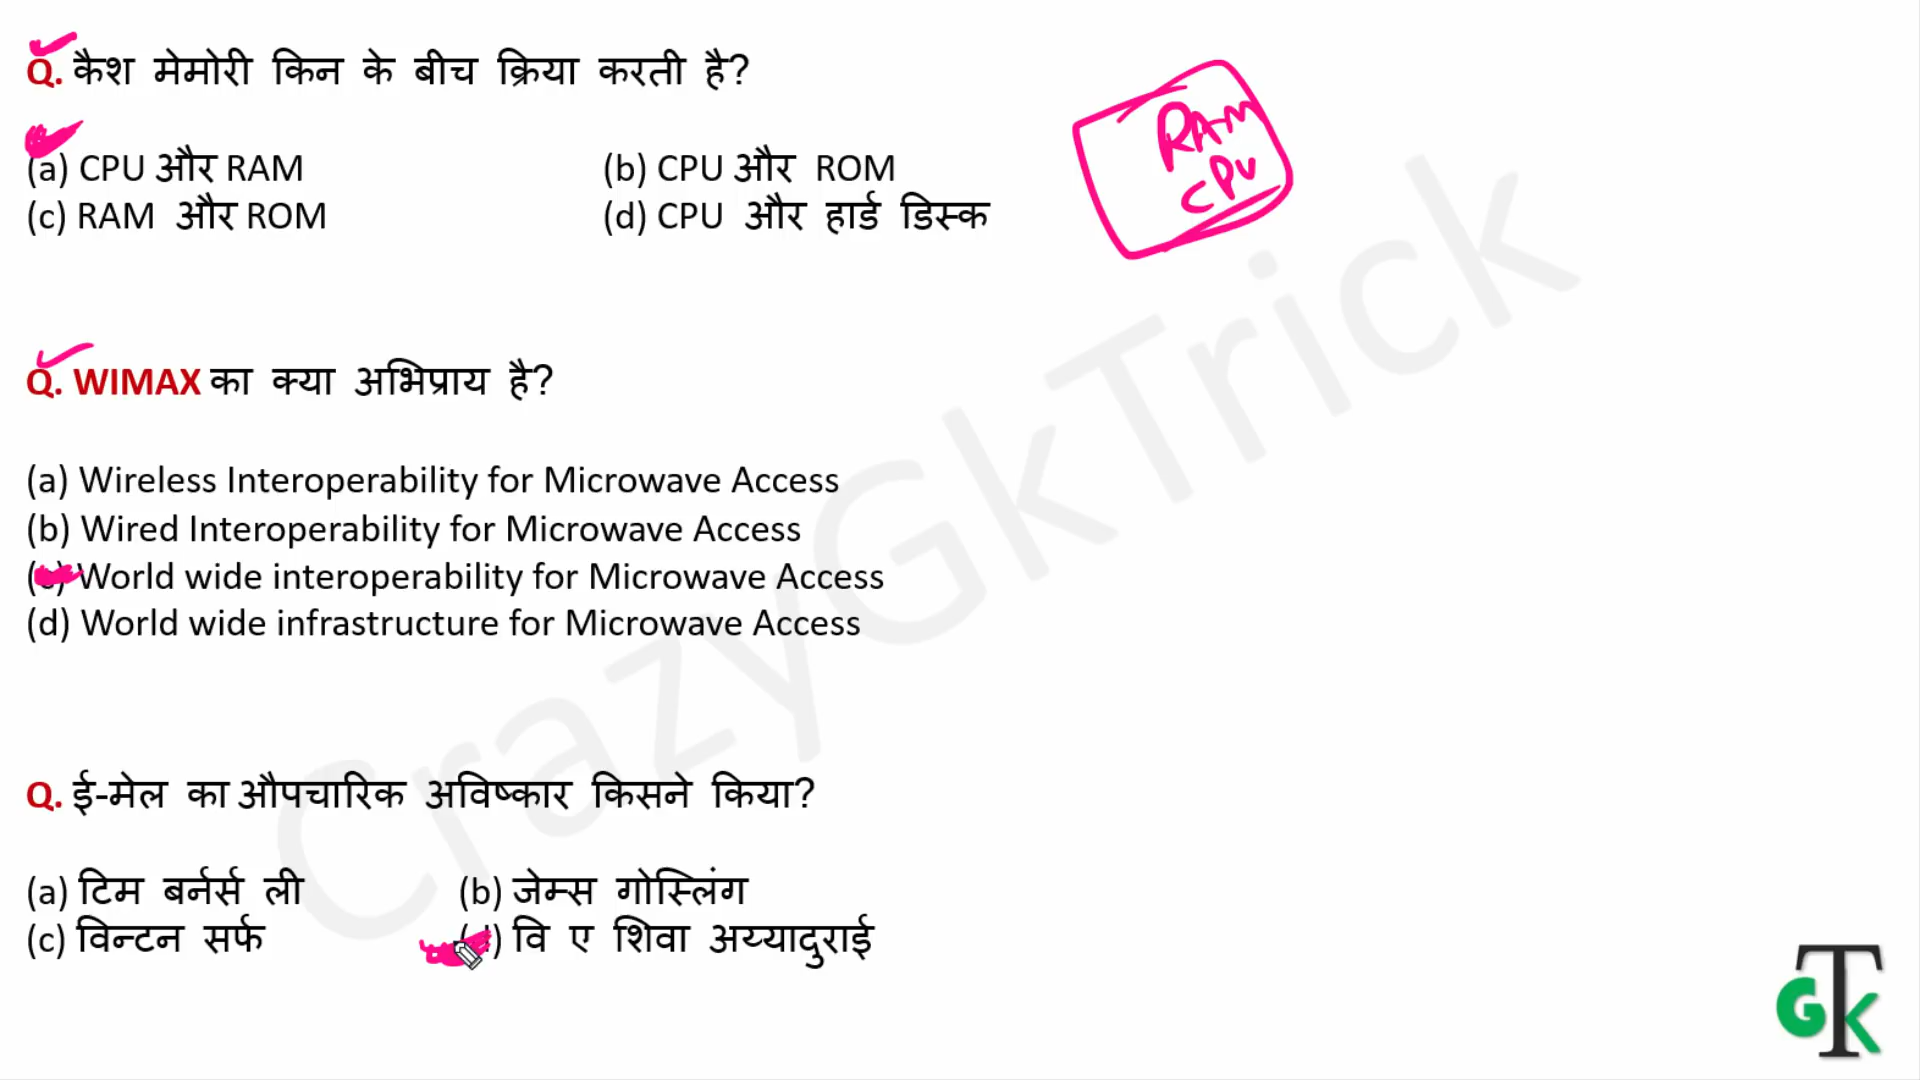 Q. कैश मेमोरी किन के बीच क्रिया करती है?
(a) CPU और RAM (b) CPU और ROM
(c) RAM और ROM (d) CPU और हार्ड डिस्क
RAM
CPU
Q. WIMAX का क्या अभिप्राय है?
(a) Wireless Interoperability for Microwave Access
(b) Wired Interoperability for Microwave Access
(c) World wide interoperability for Microwave Access
(d) World wide infrastructure for Microwave Access
Q. ई-मेल का औपचारिक अविष्कार किसने किया?
(a) टिम बर्नर्स ली (b) जेम्स गोस्लिंग
(c) विन्टन सर्फ (d) वि ए शिवा अय्यादुराई
CrazyGkTrick
GTK